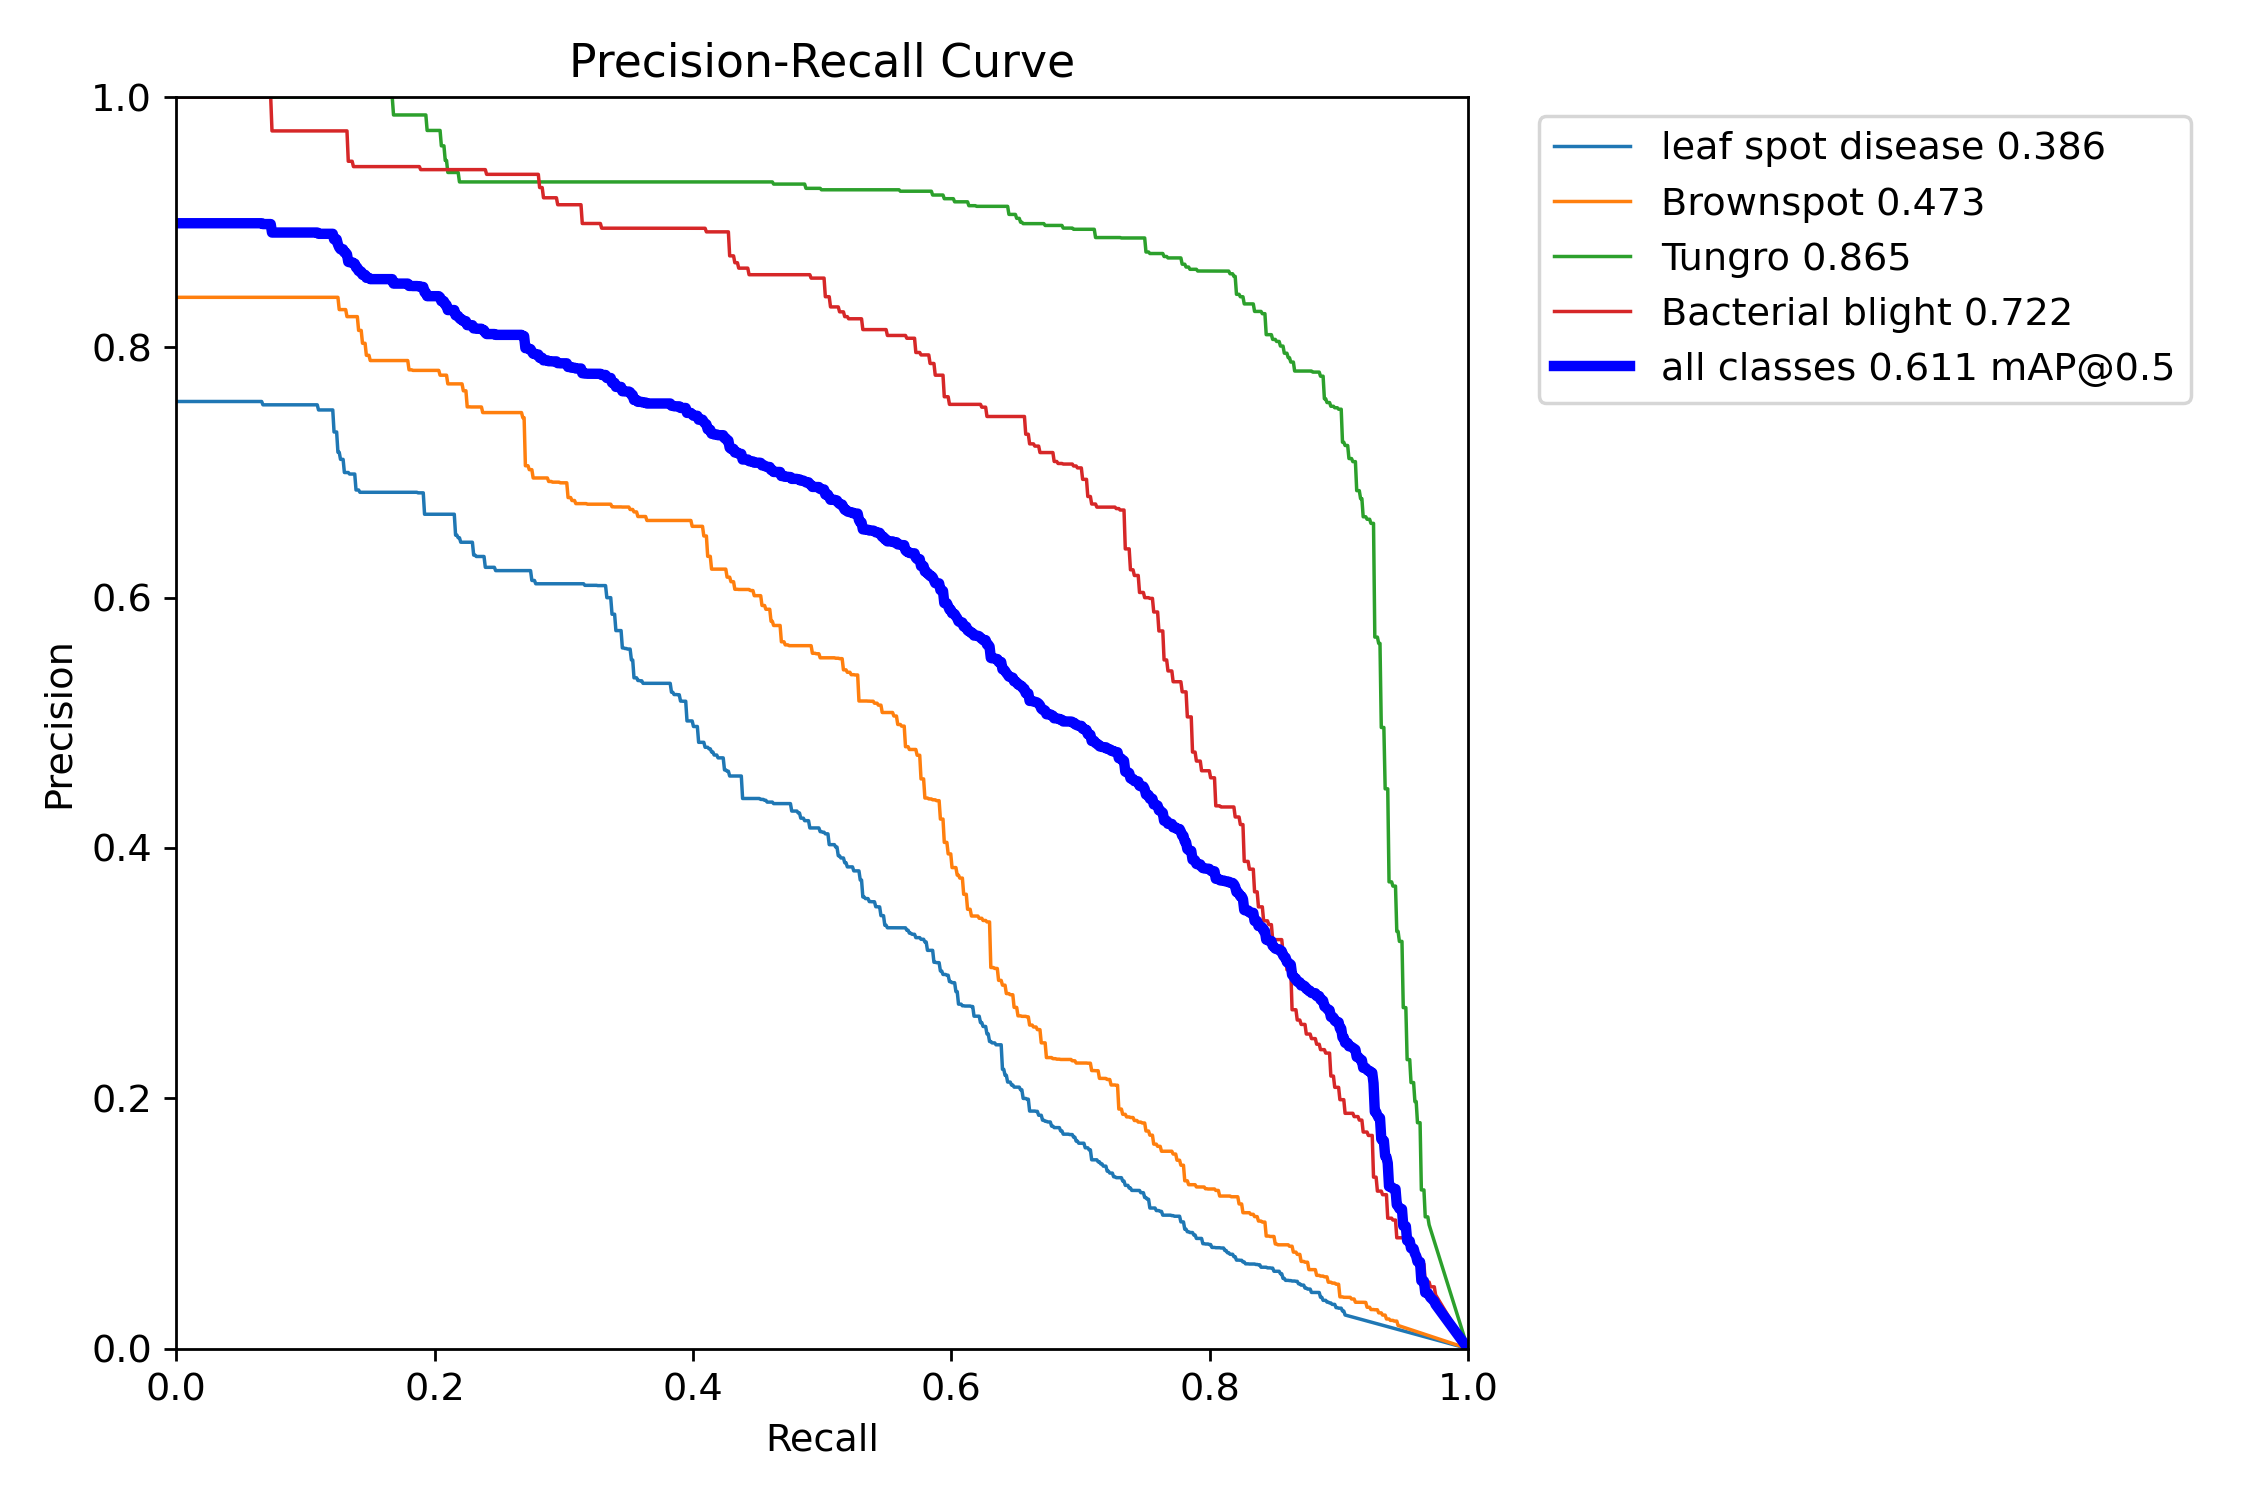 Precision-Recall Curve
1.0
0.8
0.6
0.4
0.2
0.0
Precision
0.0 0.2 0.4 0.6 0.8 1.0
Recall
leaf spot disease 0.386
Brownspot 0.473
Tungro 0.865
Bacterial blight 0.722
all classes 0.611 mAP@0.5